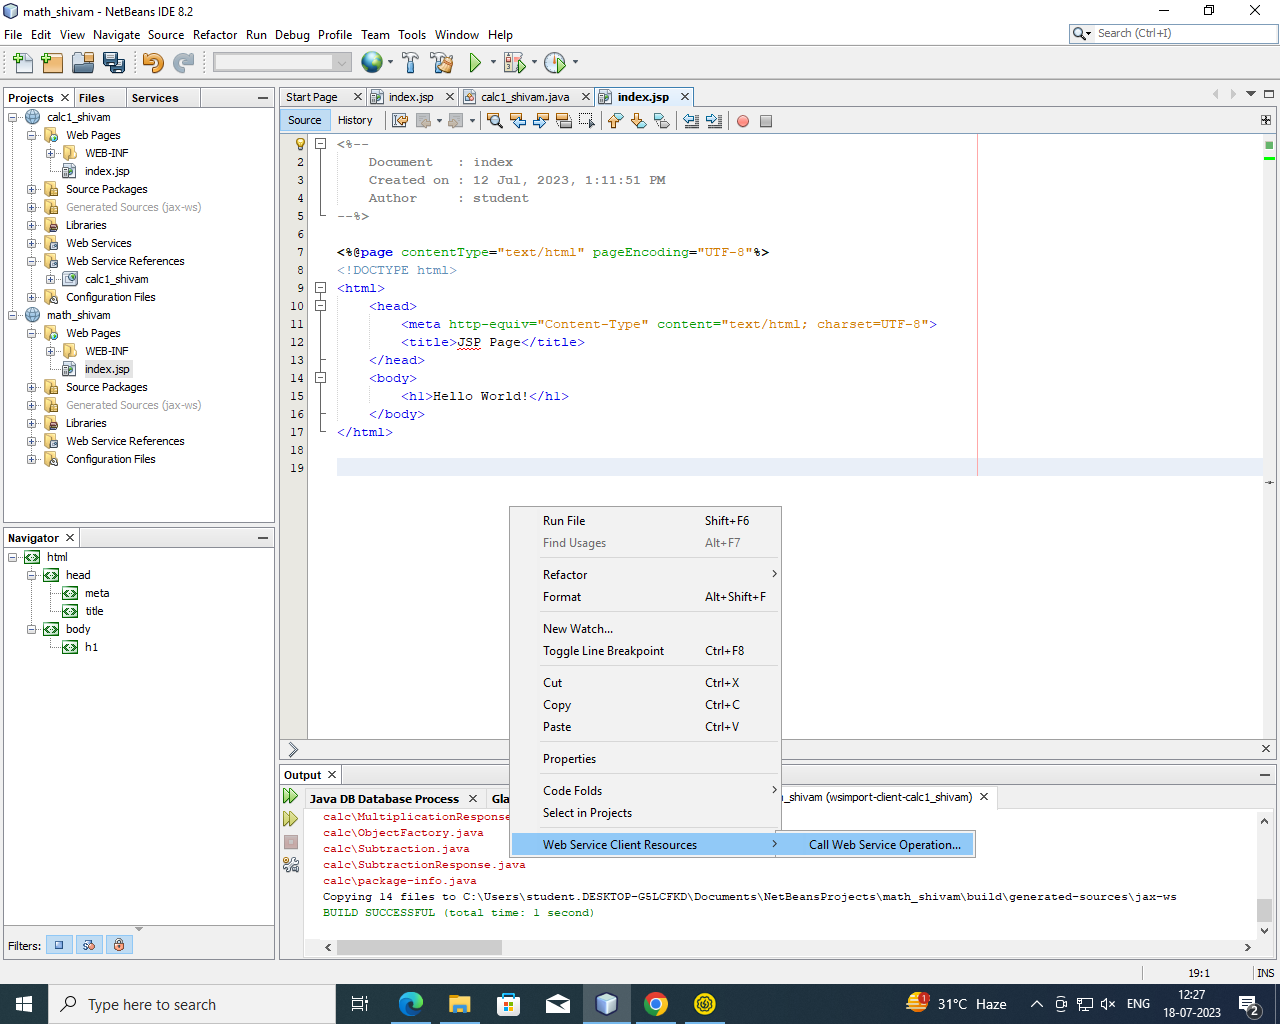 math_shivam - NetBeans IDE 8.2
File Edit View Navigate Source Refactor Run Debug Profile Team Tools Window Help
Search (Ctrl+I)
Projects Files Services
calc1_shivam
Web Pages
WEB-INF
index.jsp
Source Packages
Generated Sources (jax-ws)
Libraries
Web Services
Web Service References
calc1_shivam
Configuration Files
math_shivam
Web Pages
WEB-INF
index.jsp
Source Packages
Generated Sources (jax-ws)
Libraries
Web Service References
Configuration Files
Navigator
html
head
meta
title
body
h1
Filters:
Start Page index.jsp calc1_shivam.java index.jsp
Source History
<%--
2 Document : index
3 Created on : 12 Jul, 2023, 1:11:51 PM
4 Author : student
5 --%>
6
7 <%@page contentType="text/html" pageEncoding="UTF-8"%>
8 <!DOCTYPE html>
9 <html>
10 <head>
11 <meta http-equiv="Content-Type" content="text/html; charset=UTF-8">
12 <title>JSP Page</title>
13 </head>
14 <body>
15 <h1>Hello World!</h1>
16 </body>
17 </html>
18
19
Run File Shift+F6
Find Usages Alt+F7
Refactor
Format Alt+Shift+F
New Watch...
Toggle Line Breakpoint Ctrl+F8
Cut Ctrl+X
Copy Ctrl+C
Paste Ctrl+V
Properties
Code Folds
Select in Projects
Web Service Client Resources
Call Web Service Operation...
Output
Java DB Database Process Gla _shivam (wsimport-client-calc1_shivam)
calc\MultiplicationResponse
calc\ObjectFactory.java
calc\Subtraction.java
calc\SubtractionResponse.java
calc\package-info.java
Copying 14 files to C:\Users\student.DESKTOP-G5LCFKD\Documents\NetBeansProjects\math_shivam\build\generated-sources\jax-ws
BUILD SUCCESSFUL (total time: 1 second)
19:1 INS
Type here to search
1
31°C Haze
ENG
12:27
18-07-2023
2